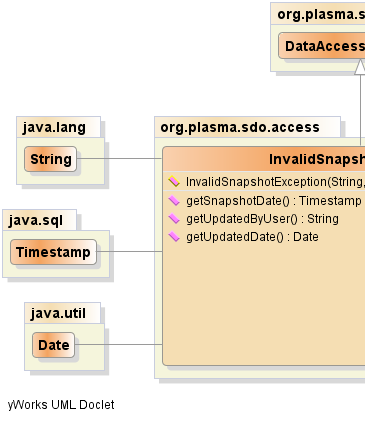 org.plasma.s
DataAccess
java.lang
String
org.plasma.sdo.access
InvalidSnapsh
InvalidSnapshotException(String,
getSnapshotDate() : Timestamp
getUpdatedByUser() : String
getUpdatedDate() : Date
java.sql
Timestamp
java.util
Date
yWorks UML Doclet